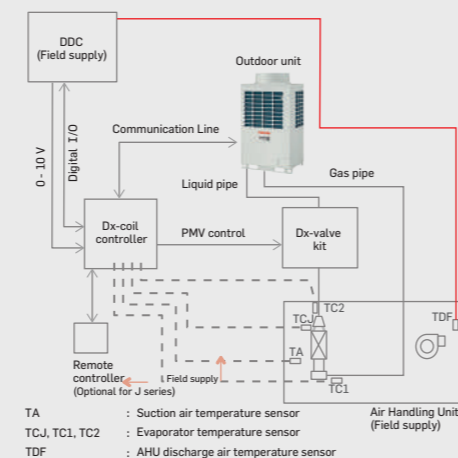 DDC
(Field supply)
Outdoor unit
0 - 10 V
Digital I/O
Communication Line
Liquid pipe
Gas pipe
Dx-coil
controller
PMV control
Dx-valve
kit
TC2
TCJ
TDF
TA
TC1
Remote
controller
(Optional for J series)
Field supply
Air Handling Unit
(Field supply)
TA : Suction air temperature sensor
TCJ, TC1, TC2 : Evaporator temperature sensor
TDF : AHU discharge air temperature sensor